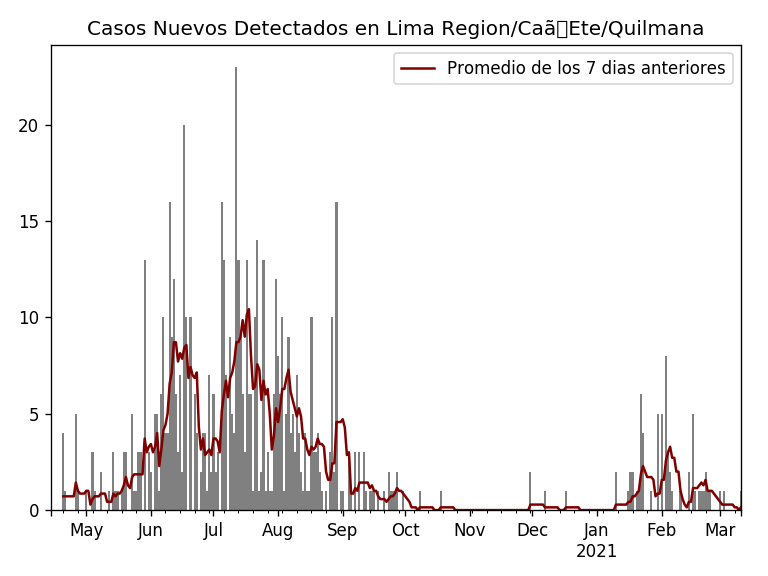 Casos Nuevos Detectados en Lima Region/Caã▯Ete/Quilmana
Promedio de los 7 dias anteriores
20
15
10
5
0
May Jun Jul Aug Sep Oct Nov Dec Jan Feb Mar
2021